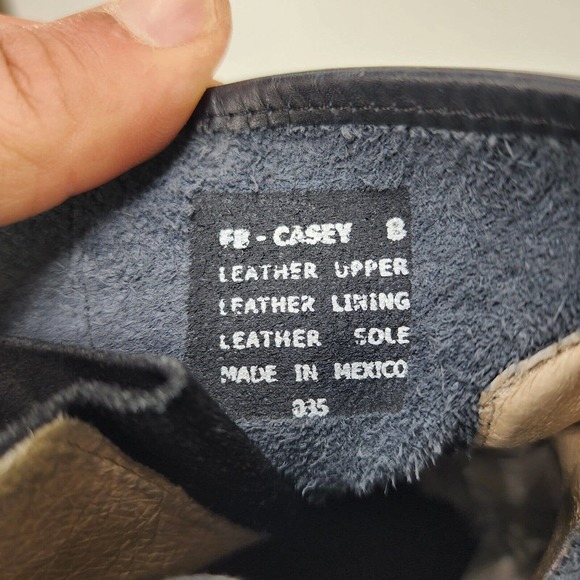 FB - CASEY 8
LEATHER UPPER
LEATHER LINING
LEATHER SOLE
MADE IN MEXICO
035